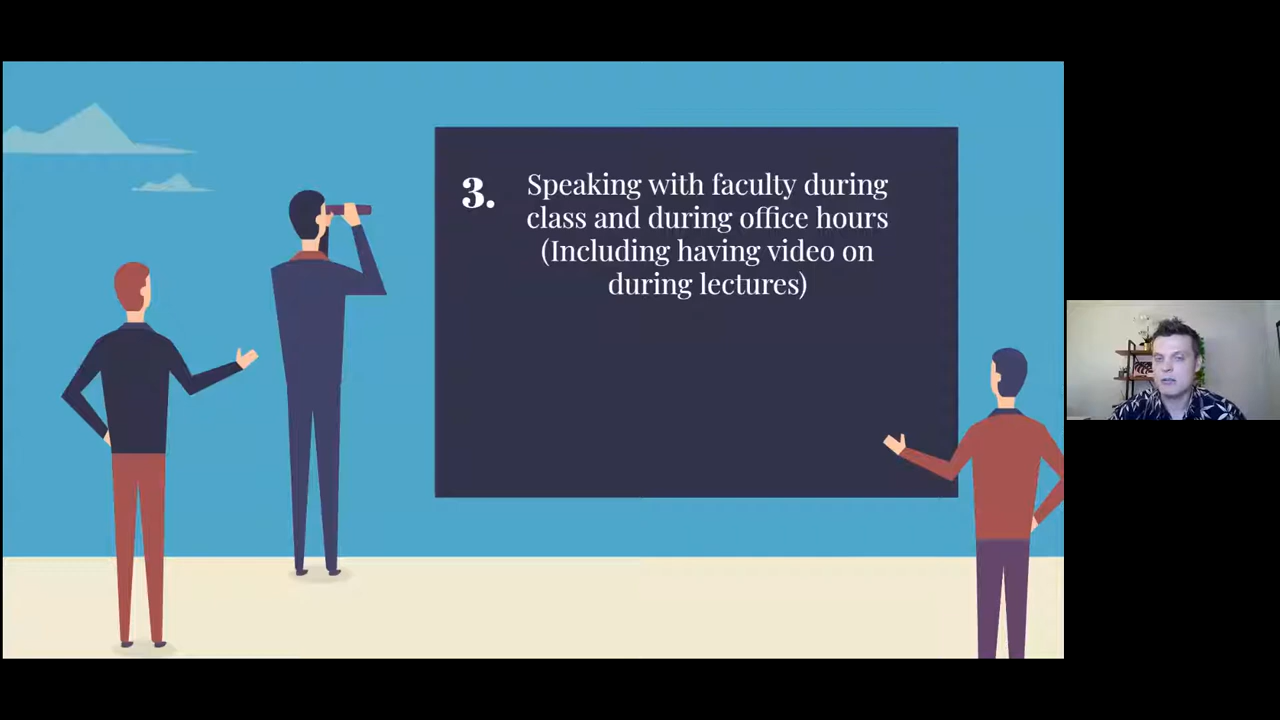 3. Speaking with faculty during
class and during office hours
(Including having video on
during lectures)